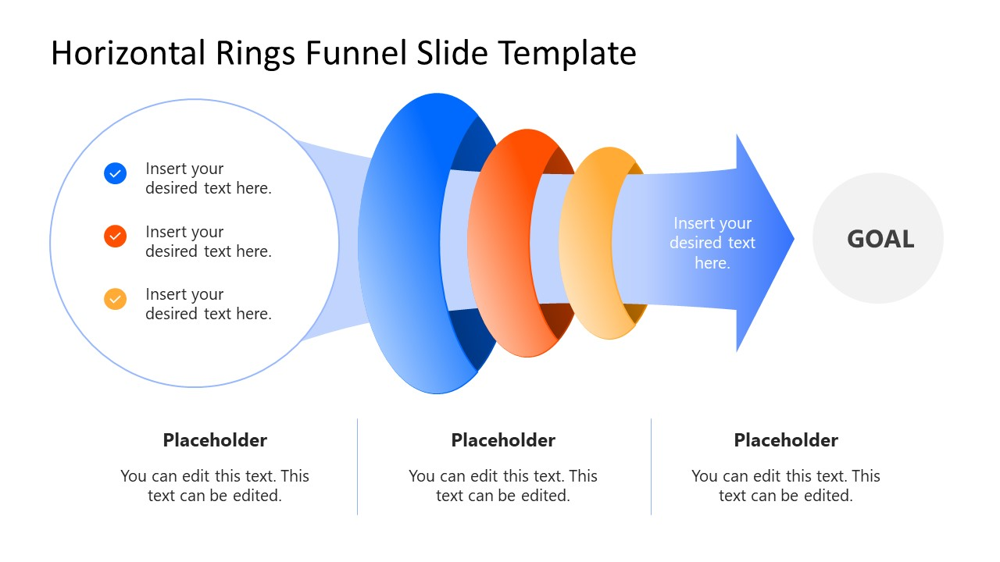 Horizontal Rings Funnel Slide Template
Insert your
desired text here.
Insert your
desired text here.
Insert your
desired text here.
Insert your
desired text
here.
GOAL
Placeholder
You can edit this text. This
text can be edited.
Placeholder
You can edit this text. This
text can be edited.
Placeholder
You can edit this text. This
text can be edited.